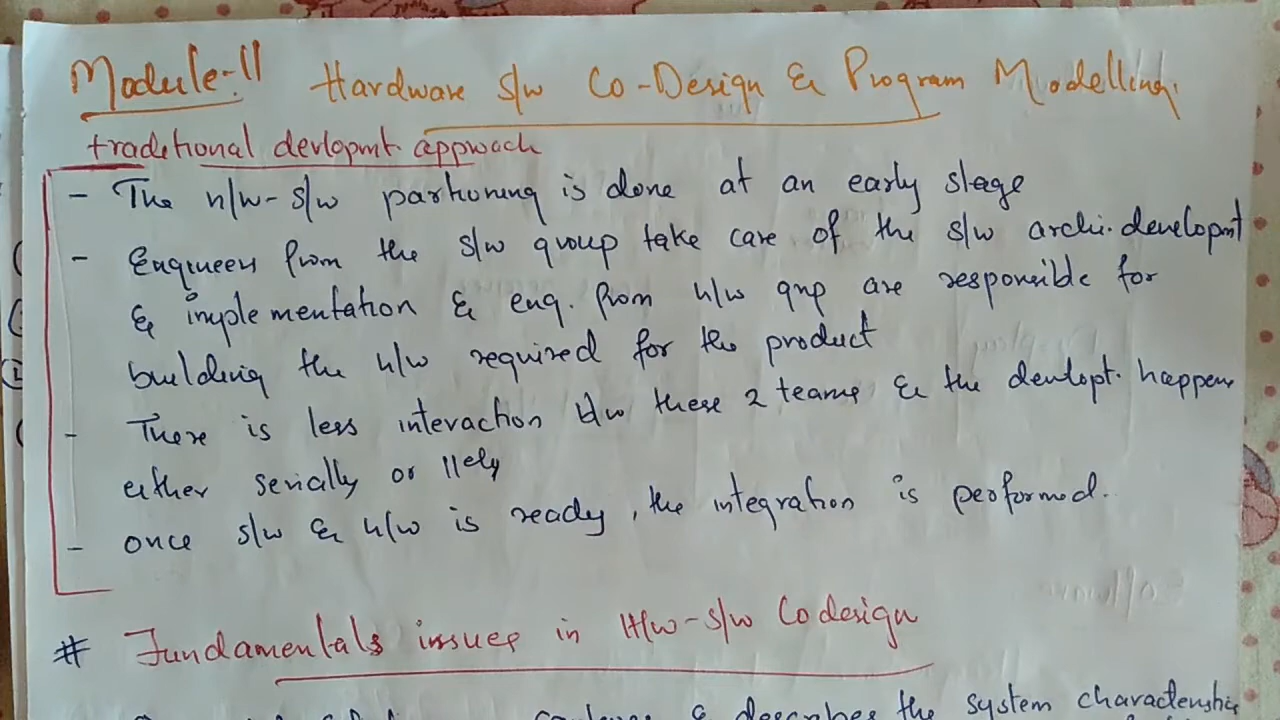 Module-II Hardware s/w Co-Design & Program Modelling.
traditional devlopmt. approach
- The h/w-s/w partioning is done at an early stage
- Engineers from the s/w group take care of the s/w archi. developmt
& implementation & eng. from h/w grp are responsible for
building the h/w required for the product
- There is less interaction b/w these 2 teams & the devlopt. happens
either serially or llely
- once s/w & h/w is ready, the integration is performed.
# Fundamentals issues in H/w-s/w Codesign
describes the system characteristic